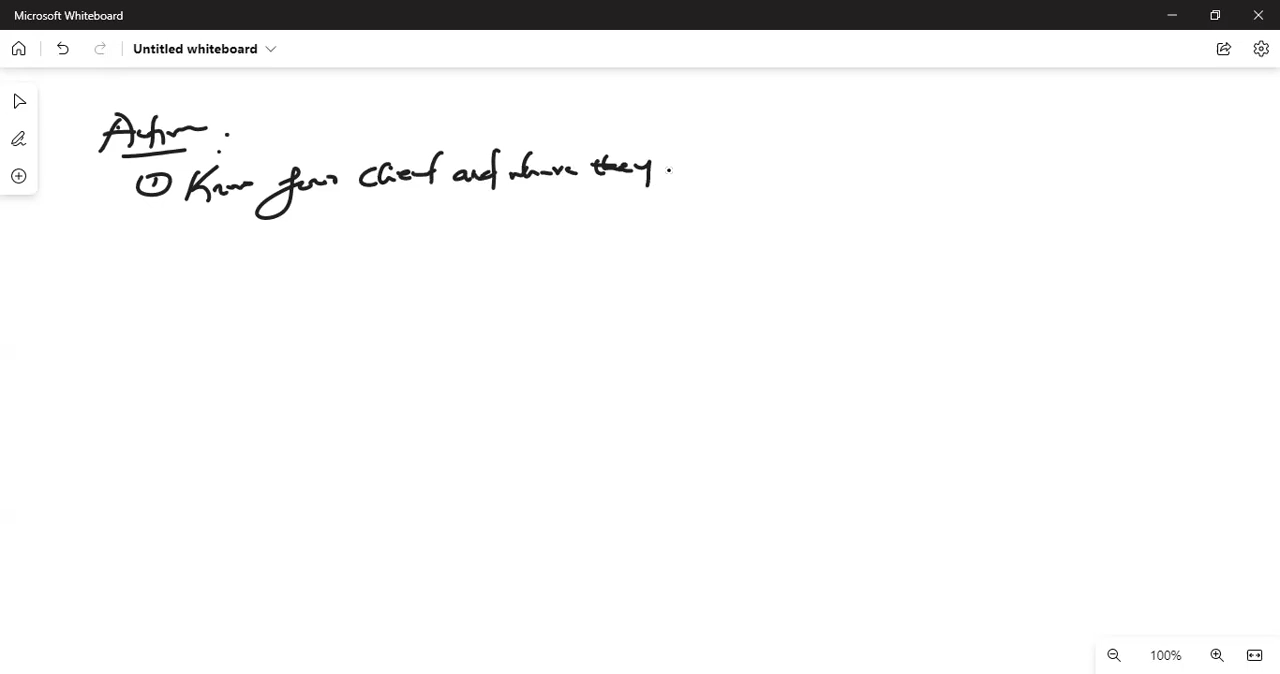 Microsoft Whiteboard
Untitled whiteboard
Action:
① Know your client and where they
100%